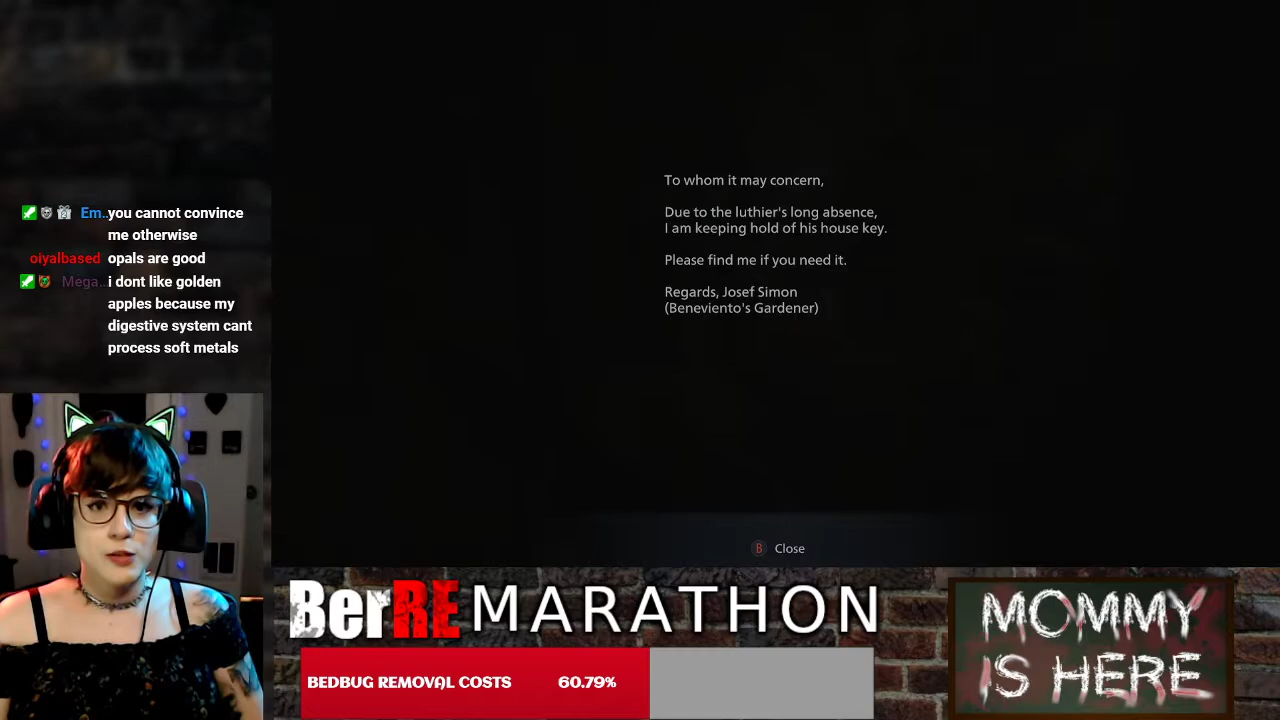 Em..you cannot convince
me otherwise
oiyalbased opals are good
Mega..i dont like golden
apples because my
digestive system cant
process soft metals
To whom it may concern,
Due to the luthier's long absence,
I am keeping hold of his house key.
Please find me if you need it.
Regards, Josef Simon
(Beneviento's Gardener)
B Close
BerRE MARATHON
BEDBUG REMOVAL COSTS 60.79%
MOMMY
IS HERE